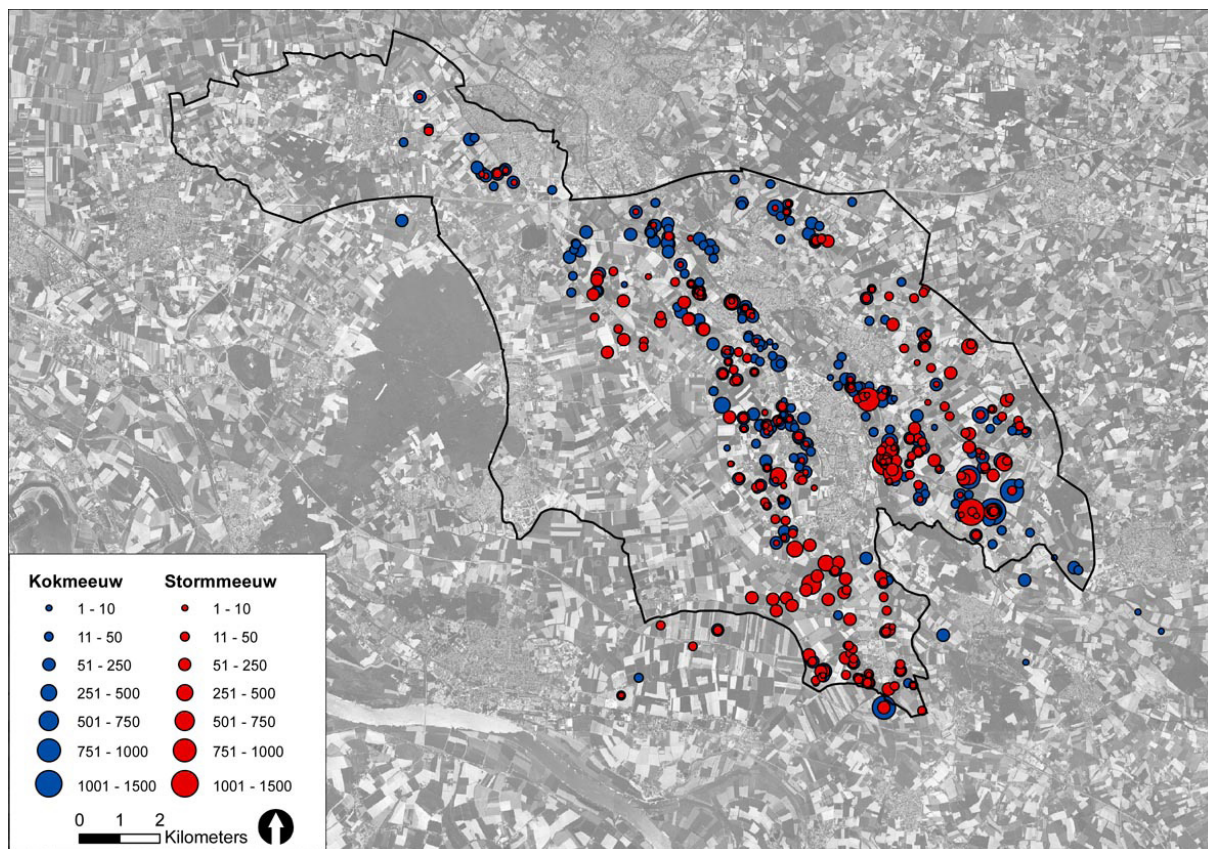 Kokmeeuw Stormmeeuw
1 - 10 1 - 10
11 - 50 11 - 50
51 - 250 51 - 250
251 - 500 251 - 500
501 - 750 501 - 750
751 - 1000 751 - 1000
1001 - 1500 1001 - 1500
0 1 2
Kilometers